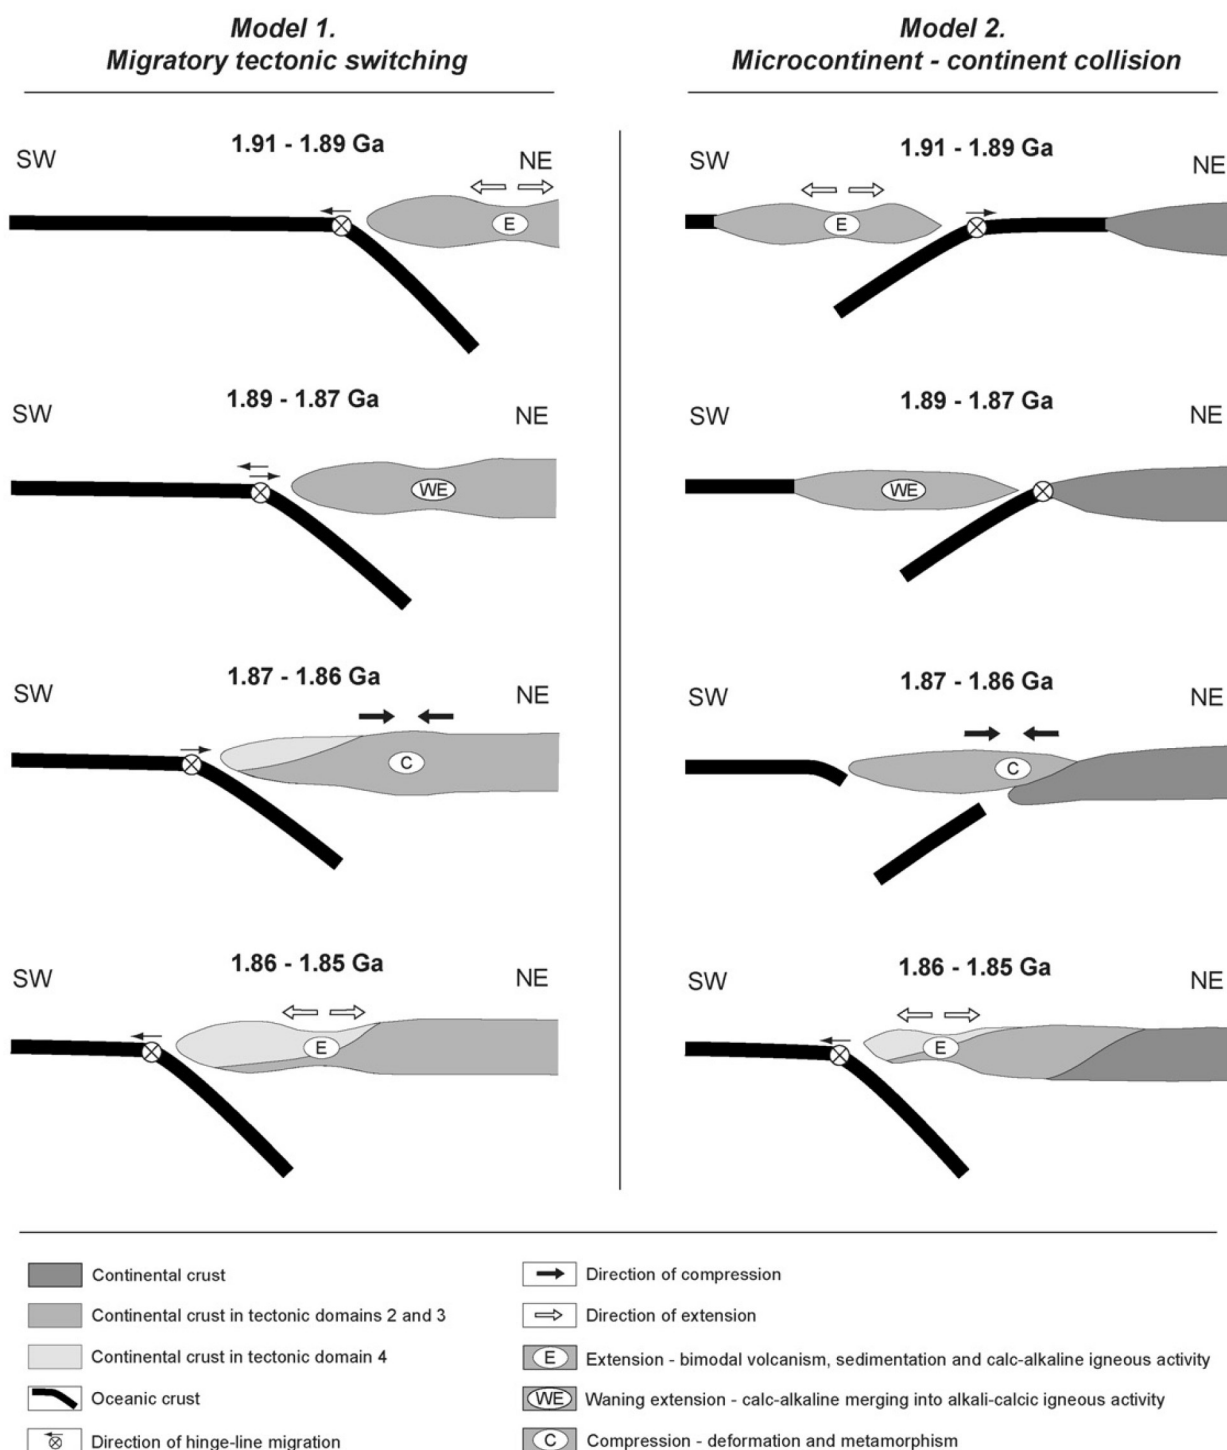 Model 1.
Migratory tectonic switching
Model 2.
Microcontinent - continent collision
1.91 - 1.89 Ga
SW
NE
E
1.89 - 1.87 Ga
SW
NE
WE
1.87 - 1.86 Ga
SW
NE
C
1.86 - 1.85 Ga
SW
NE
E
1.91 - 1.89 Ga
SW
NE
E
1.89 - 1.87 Ga
SW
NE
WE
1.87 - 1.86 Ga
SW
NE
C
1.86 - 1.85 Ga
SW
NE
E
Continental crust
Continental crust in tectonic domains 2 and 3
Continental crust in tectonic domain 4
Oceanic crust
Direction of hinge-line migration
Direction of compression
Direction of extension
E Extension - bimodal volcanism, sedimentation and calc-alkaline igneous activity
WE Waning extension - calc-alkaline merging into alkali-calcic igneous activity
C Compression - deformation and metamorphism